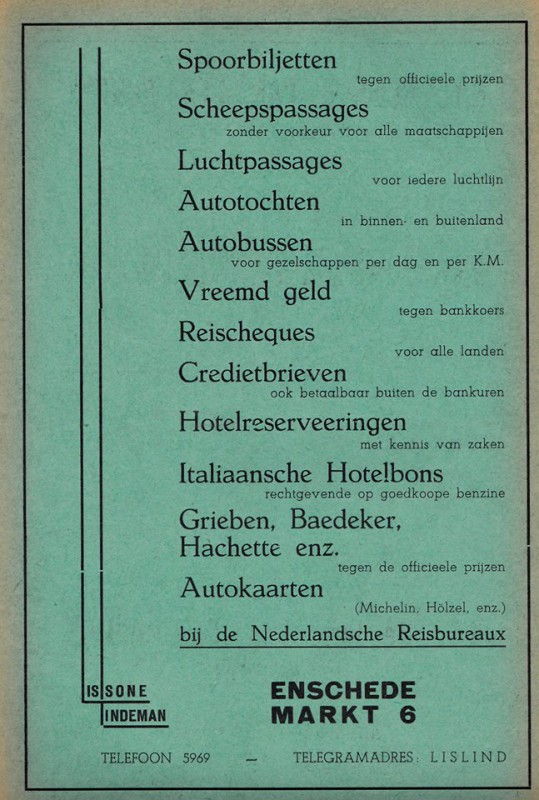 Spoorbiljetten
tegen officieele prijzen
Scheepspassages
zonder voorkeur voor alle maatschappijen
Luchtpassages
voor iedere luchtlijn
Autotochten
in binnen- en buitenland
Autobussen
voor gezelschappen per dag en per K.M.
Vreemd geld
tegen bankkoers
Reischeques
voor alle landen
Credietbrieven
ook betaalbaar buiten de bankuren
Hotelreserveeringen
met kennis van zaken
Italiaansche Hotelbons
rechtgevende op goedkoope benzine
Grieben, Baedeker,
Hachette enz.
tegen de officieele prijzen
Autokaarten
(Michelin, Hölzel, enz.)
bij de Nederlandsche Reisbureaux
LISSONE
LINDEMAN
ENSCHEDE
MARKT 6
TELEFOON 5969 — TELEGRAMADRES: LISLIND